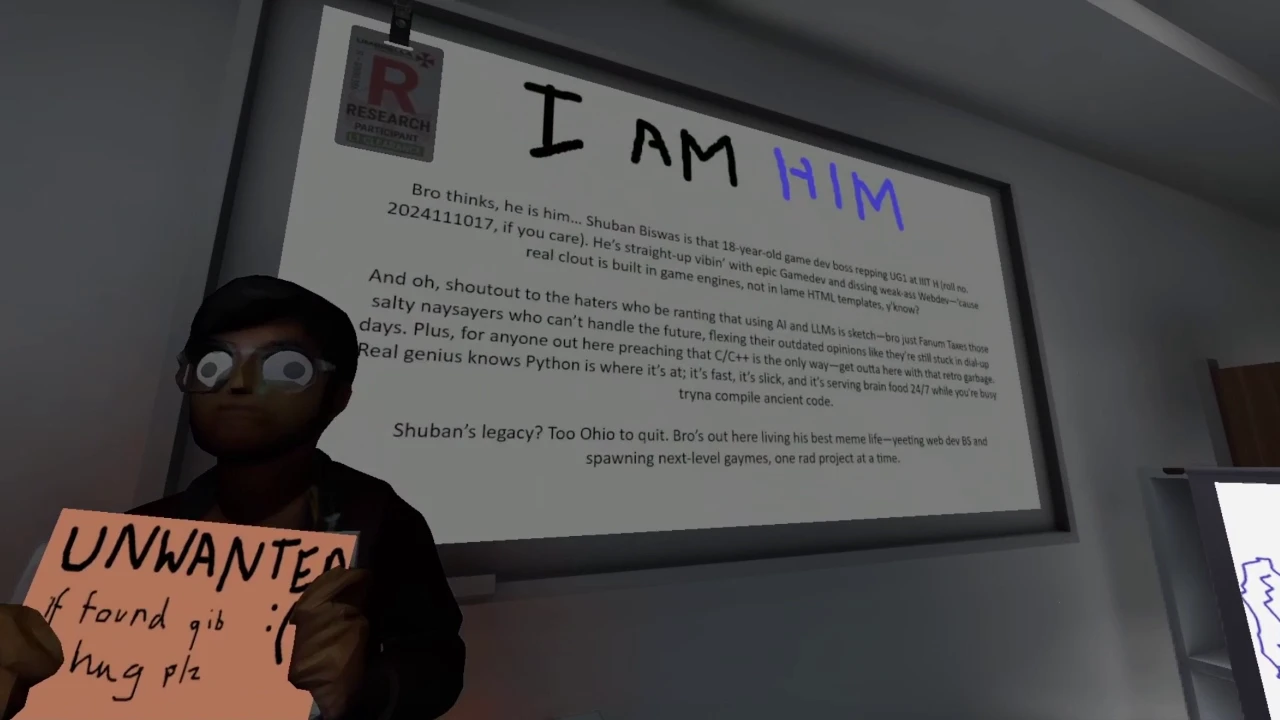 R
RESEARCH
PARTICIPANT
I AM HIM
Bro thinks, he is him... Shuban Biswas is that 18-year-old game dev boss repping UG1 at IIIT H (roll no.
2024111017, if you care). He's straight-up vibin' with epic Gamedev and dissing weak-ass Webdev—'cause
real clout is built in game engines, not in lame HTML templates, y'know?
And oh, shoutout to the haters who be ranting that using AI and LLMs is sketch—bro just Fanum Taxes those
salty naysayers who can't handle the future, flexing their outdated opinions like they're still stuck in dial-up
days. Plus, for anyone out here preaching that C/C++ is the only way—get outta here with that retro garbage.
Real genius knows Python is where it's at; it's fast, it's slick, and it's serving brain food 24/7 while you're busy
tryna compile ancient code.
Shuban's legacy? Too Ohio to quit. Bro's out here living his best meme life—yeeting web dev BS and
spawning next-level gaymes, one rad project at a time.
UNWANTED
if found gib :(
hug plz